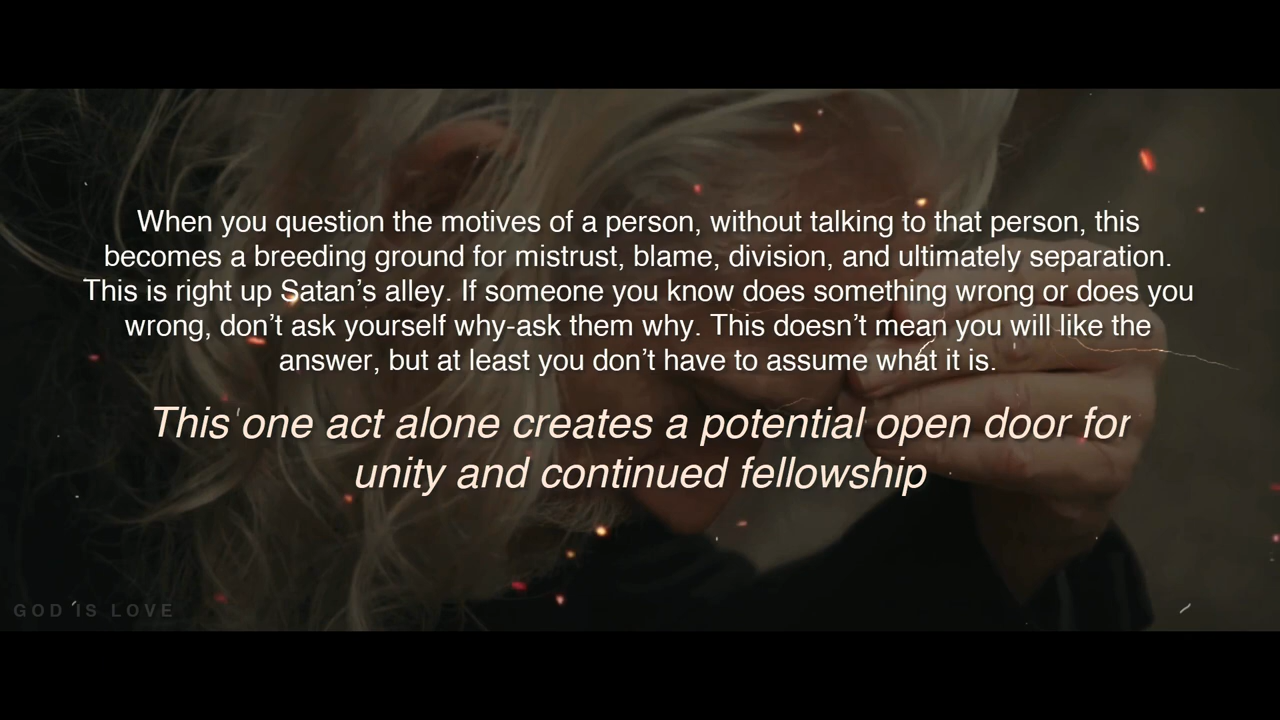 When you question the motives of a person, without talking to that person, this
becomes a breeding ground for mistrust, blame, division, and ultimately separation.
This is right up Satan’s alley. If someone you know does something wrong or does you
wrong, don’t ask yourself why-ask them why. This doesn’t mean you will like the
answer, but at least you don’t have to assume what it is.
This one act alone creates a potential open door for
unity and continued fellowship
GOD IS LOVE